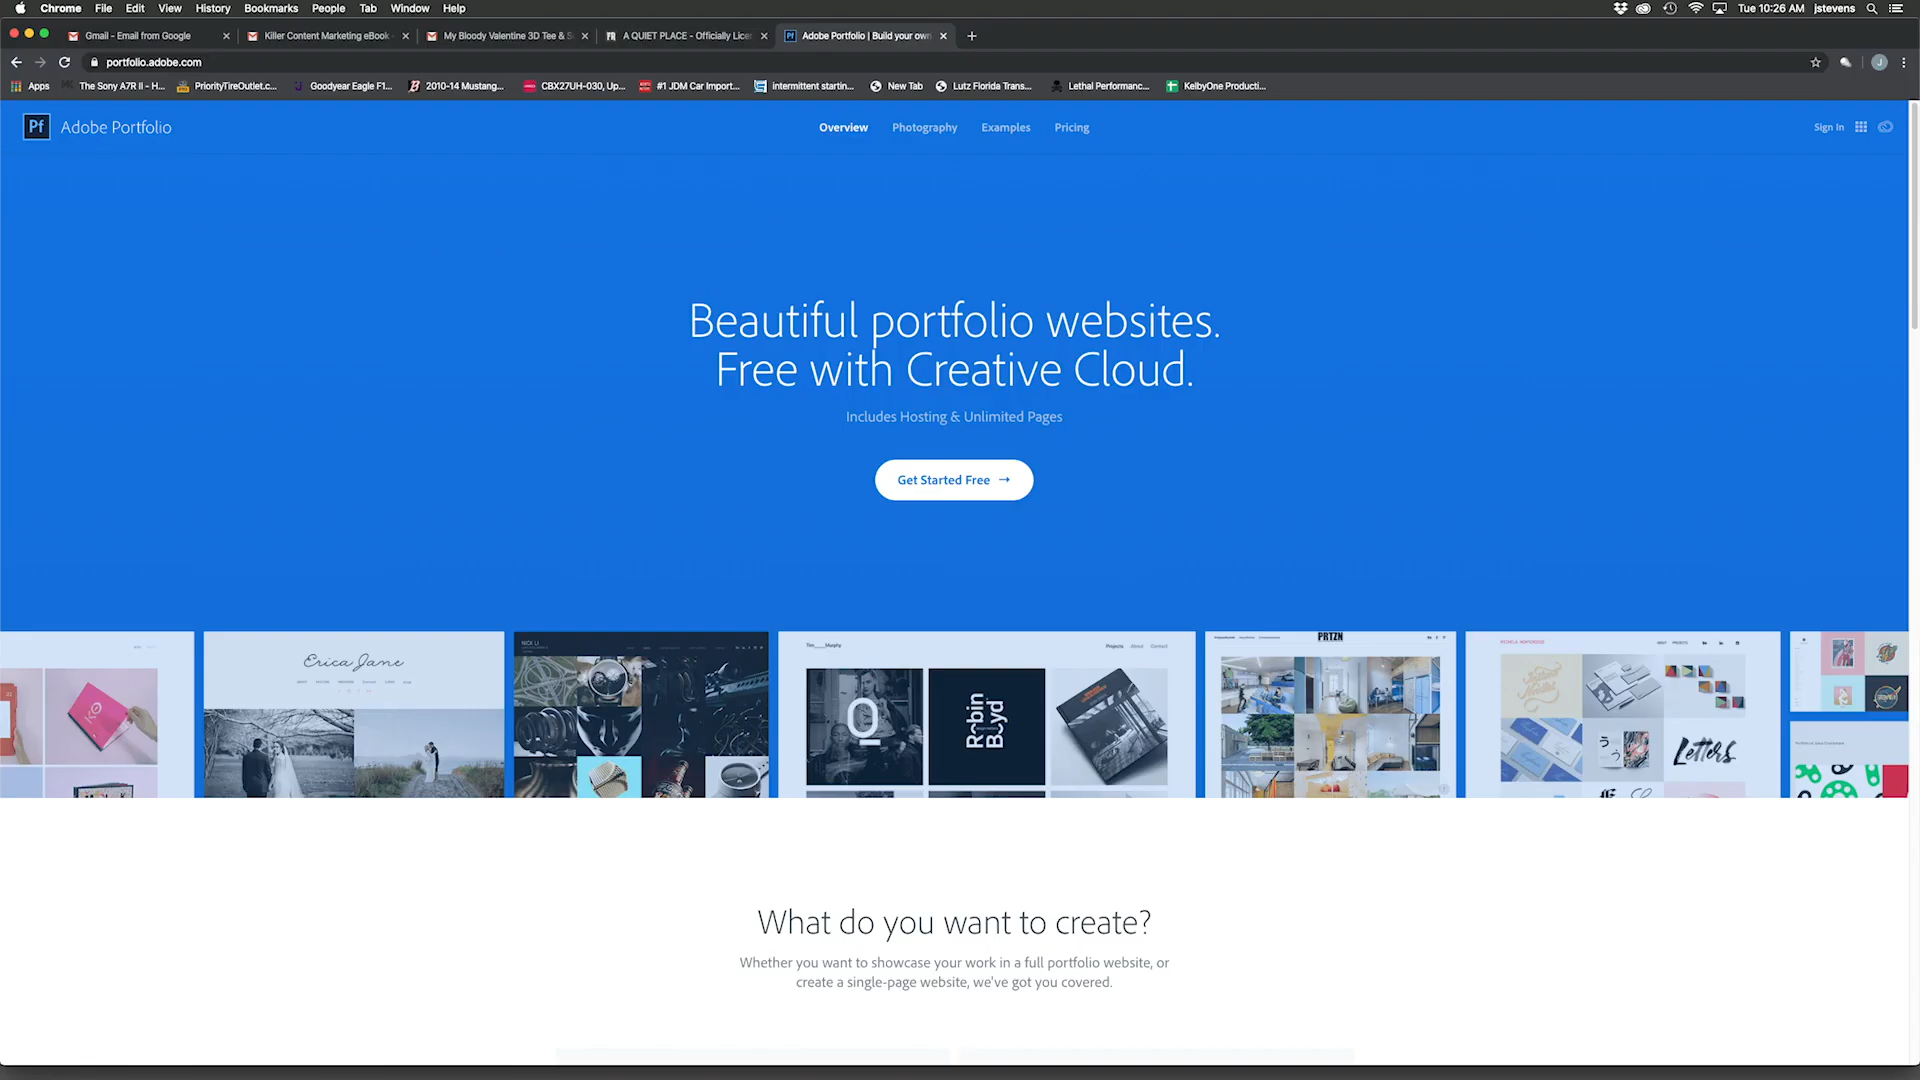 Chrome File Edit View History Bookmarks People Tab Window Help
Tue 10:26 AM jstevens
Gmail - Email from Google
Killer Content Marketing eBook -
My Bloody Valentine 3D Tee & S
A QUIET PLACE - Officially Licen
Adobe Portfolio | Build your own
portfolio.adobe.com
J
Apps
The Sony A7R II - H...
PriorityTireOutlet.c...
Goodyear Eagle F1...
2010-14 Mustang...
CBX27UH-030, Up...
#1 JDM Car Import...
intermittent startin...
New Tab
Lutz Florida Trans...
Lethal Performanc...
KelbyOne Producti...
Pf Adobe Portfolio
Overview Photography Examples Pricing
Sign In
Beautiful portfolio websites.
Free with Creative Cloud.
Includes Hosting & Unlimited Pages
Get Started Free →
Erica Jane
NICK LI
Tim____Murphy
Projects About Contact
Robin
Boyd
PRTZN
Letters
What do you want to create?
Whether you want to showcase your work in a full portfolio website, or
create a single-page website, we've got you covered.